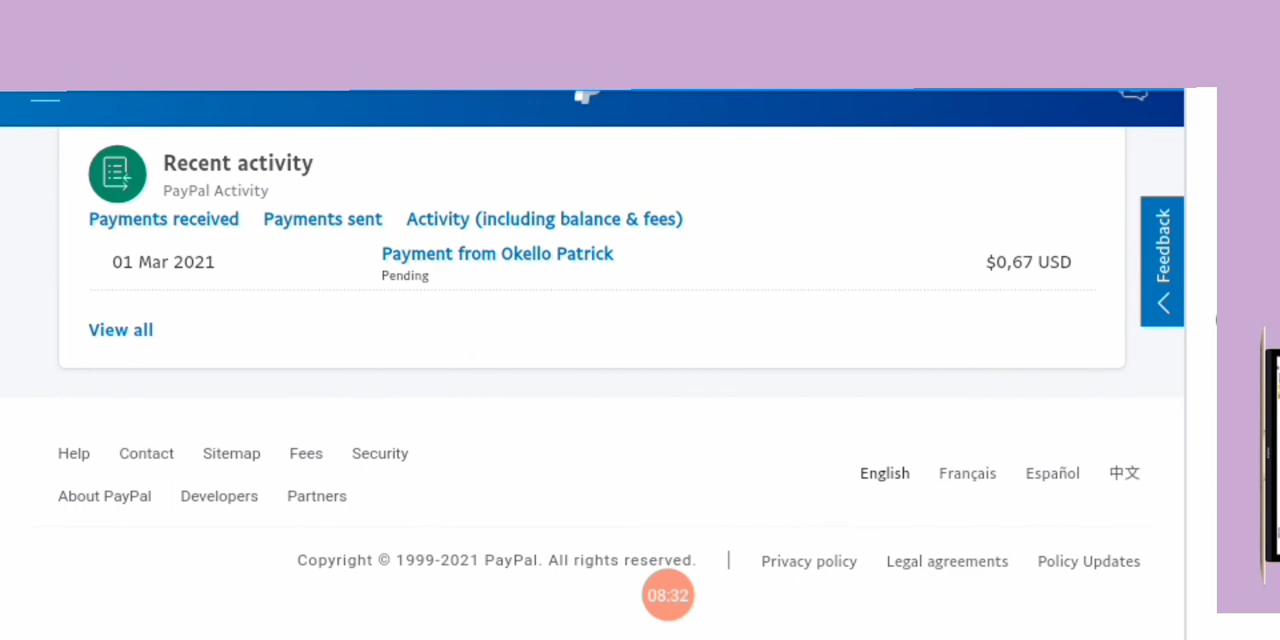 Recent activity
PayPal Activity
Payments received Payments sent Activity (including balance & fees)
01 Mar 2021 Payment from Okello Patrick $0,67 USD
Pending
View all
Feedback
Help Contact Sitemap Fees Security
English Français Español 中文
About PayPal Developers Partners
Copyright © 1999-2021 PayPal. All rights reserved. | Privacy policy Legal agreements Policy Updates
08:32